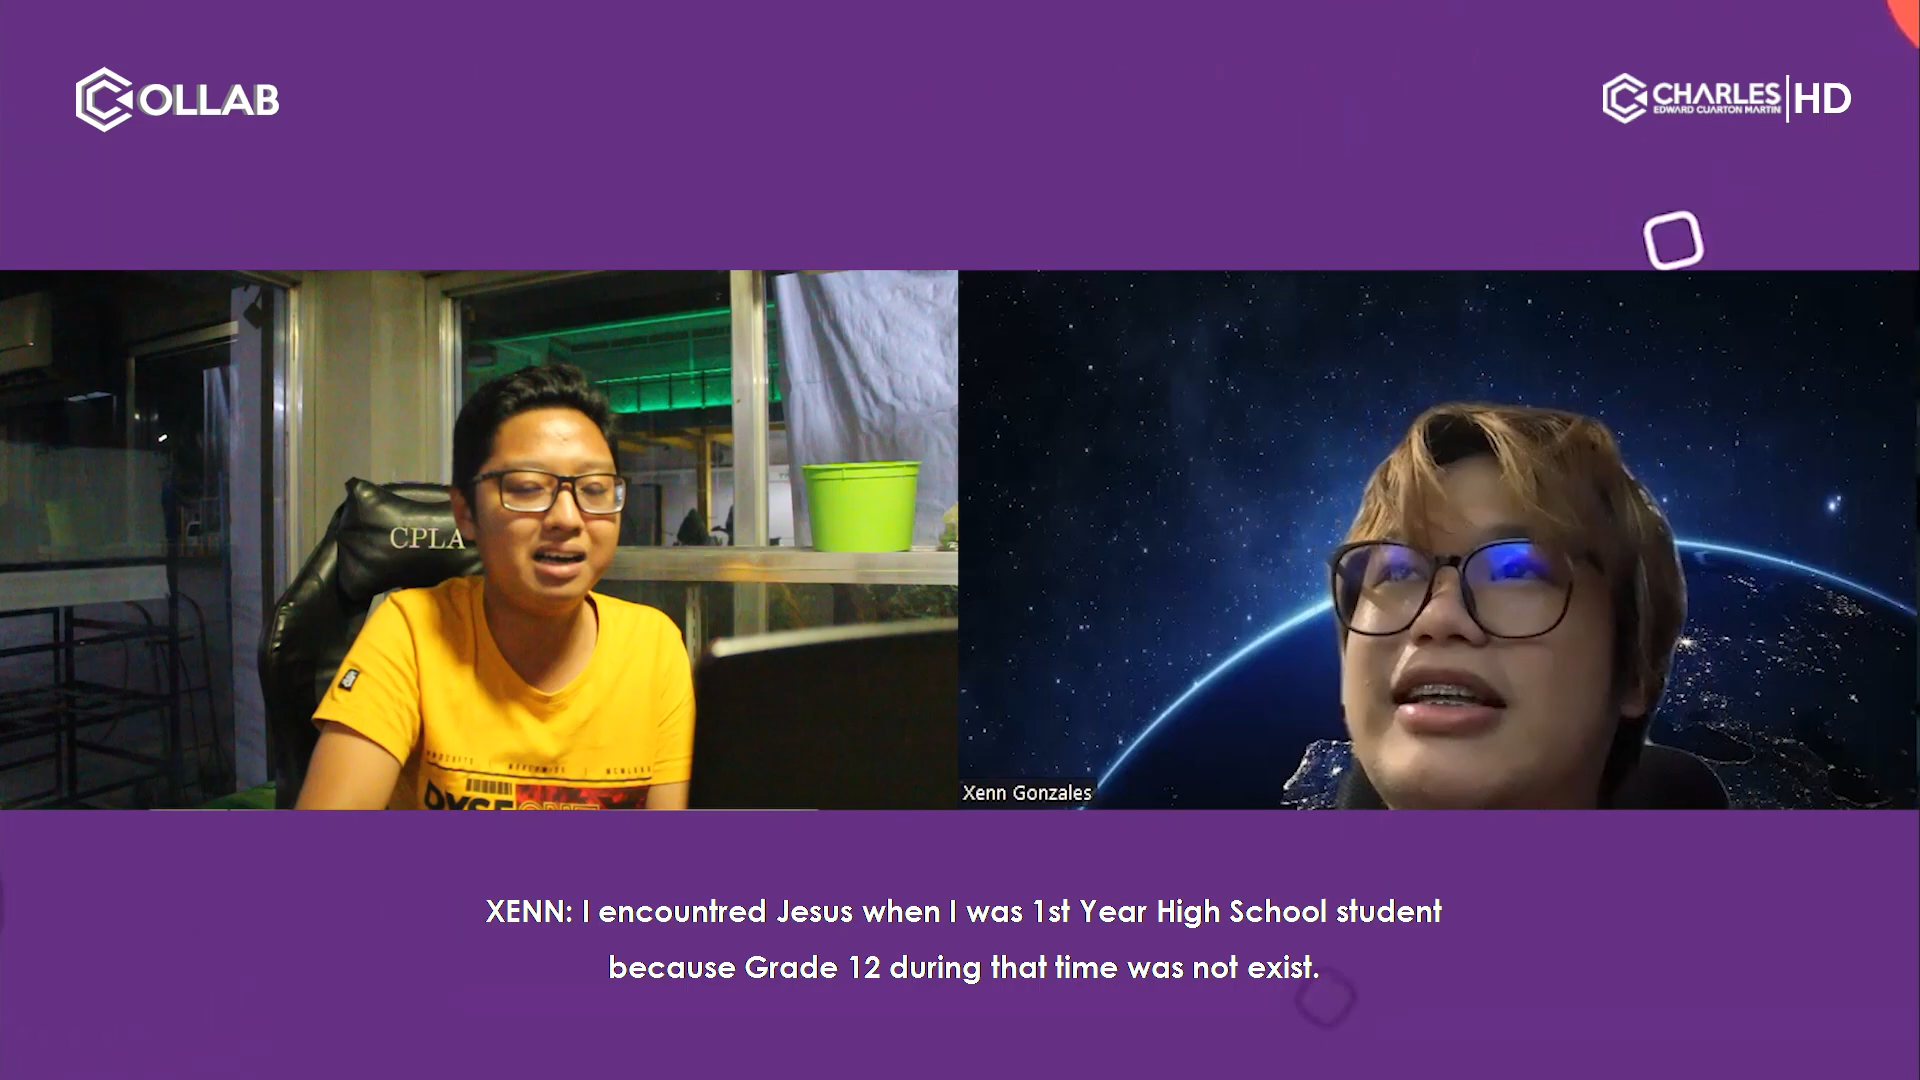 COLLAB
CHARLES
EDWARD CUARTON MARTIN
HD
CPLA
Xenn Gonzales
XENN: I encountred Jesus when I was 1st Year High School student
because Grade 12 during that time was not exist.